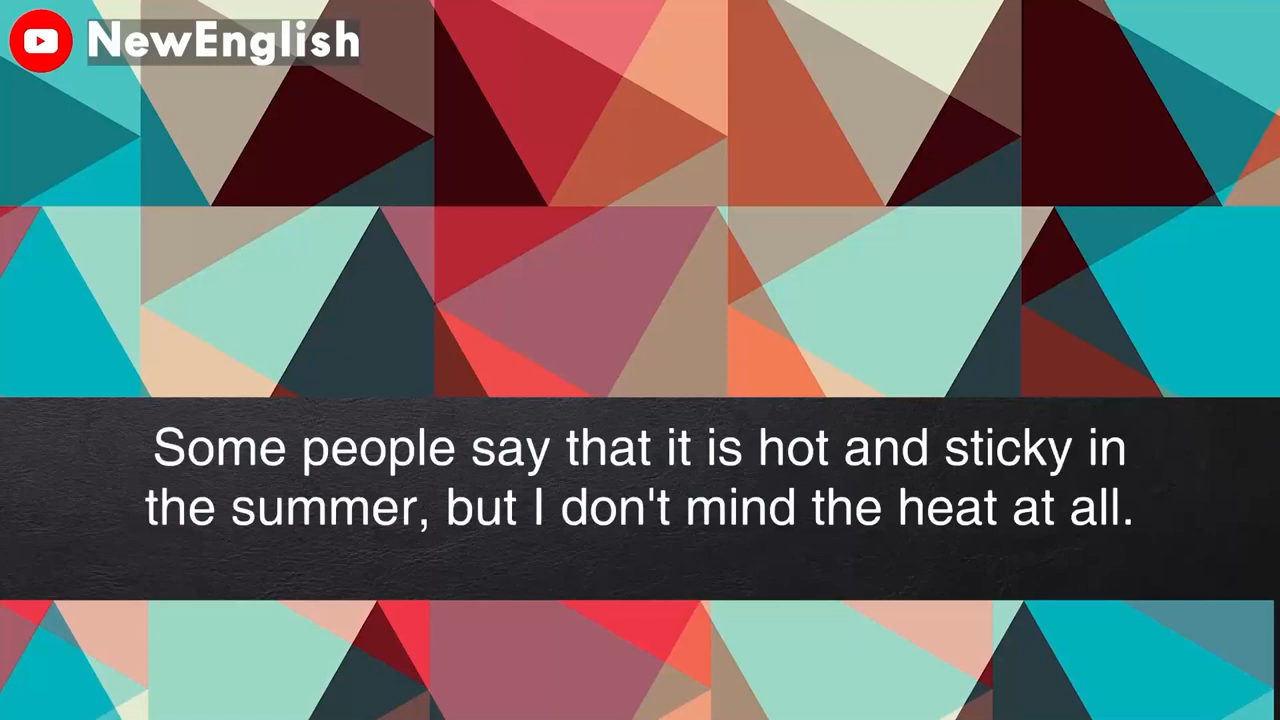 NewEnglish
Some people say that it is hot and sticky in
the summer, but I don't mind the heat at all.